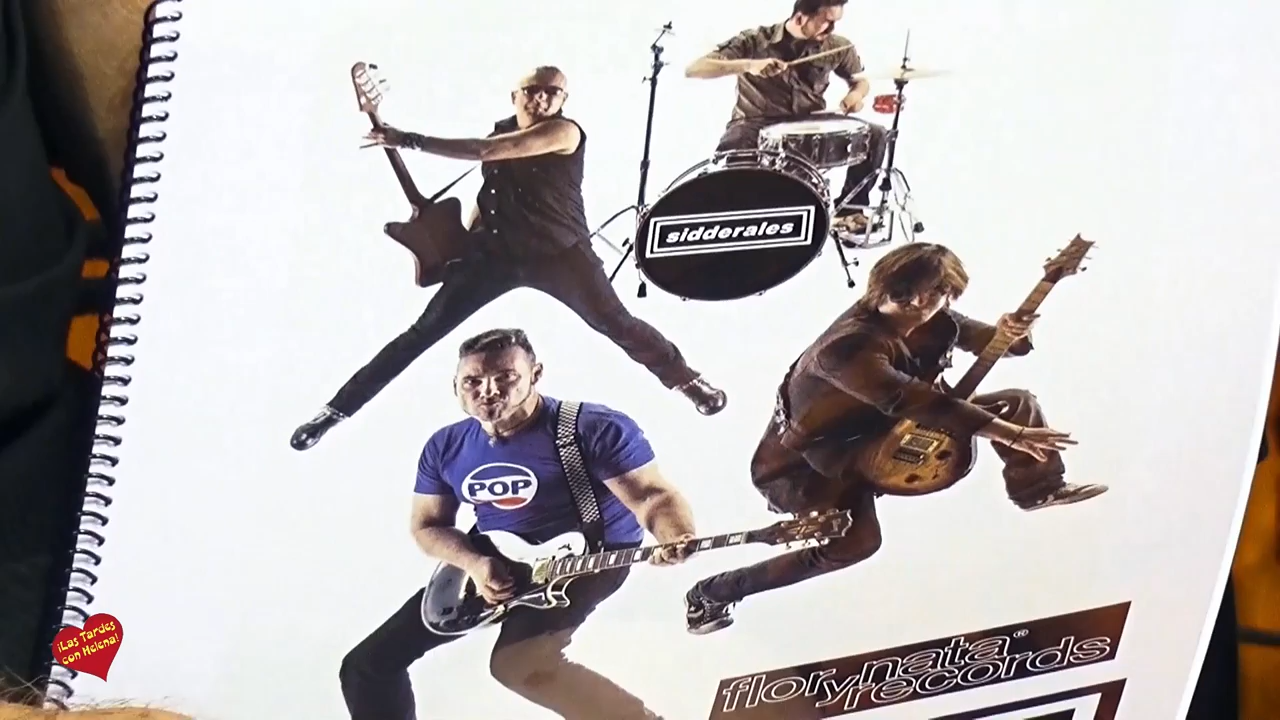 sidderales
POP
flor y nata®
records
¡Las Tardes
con Helena!